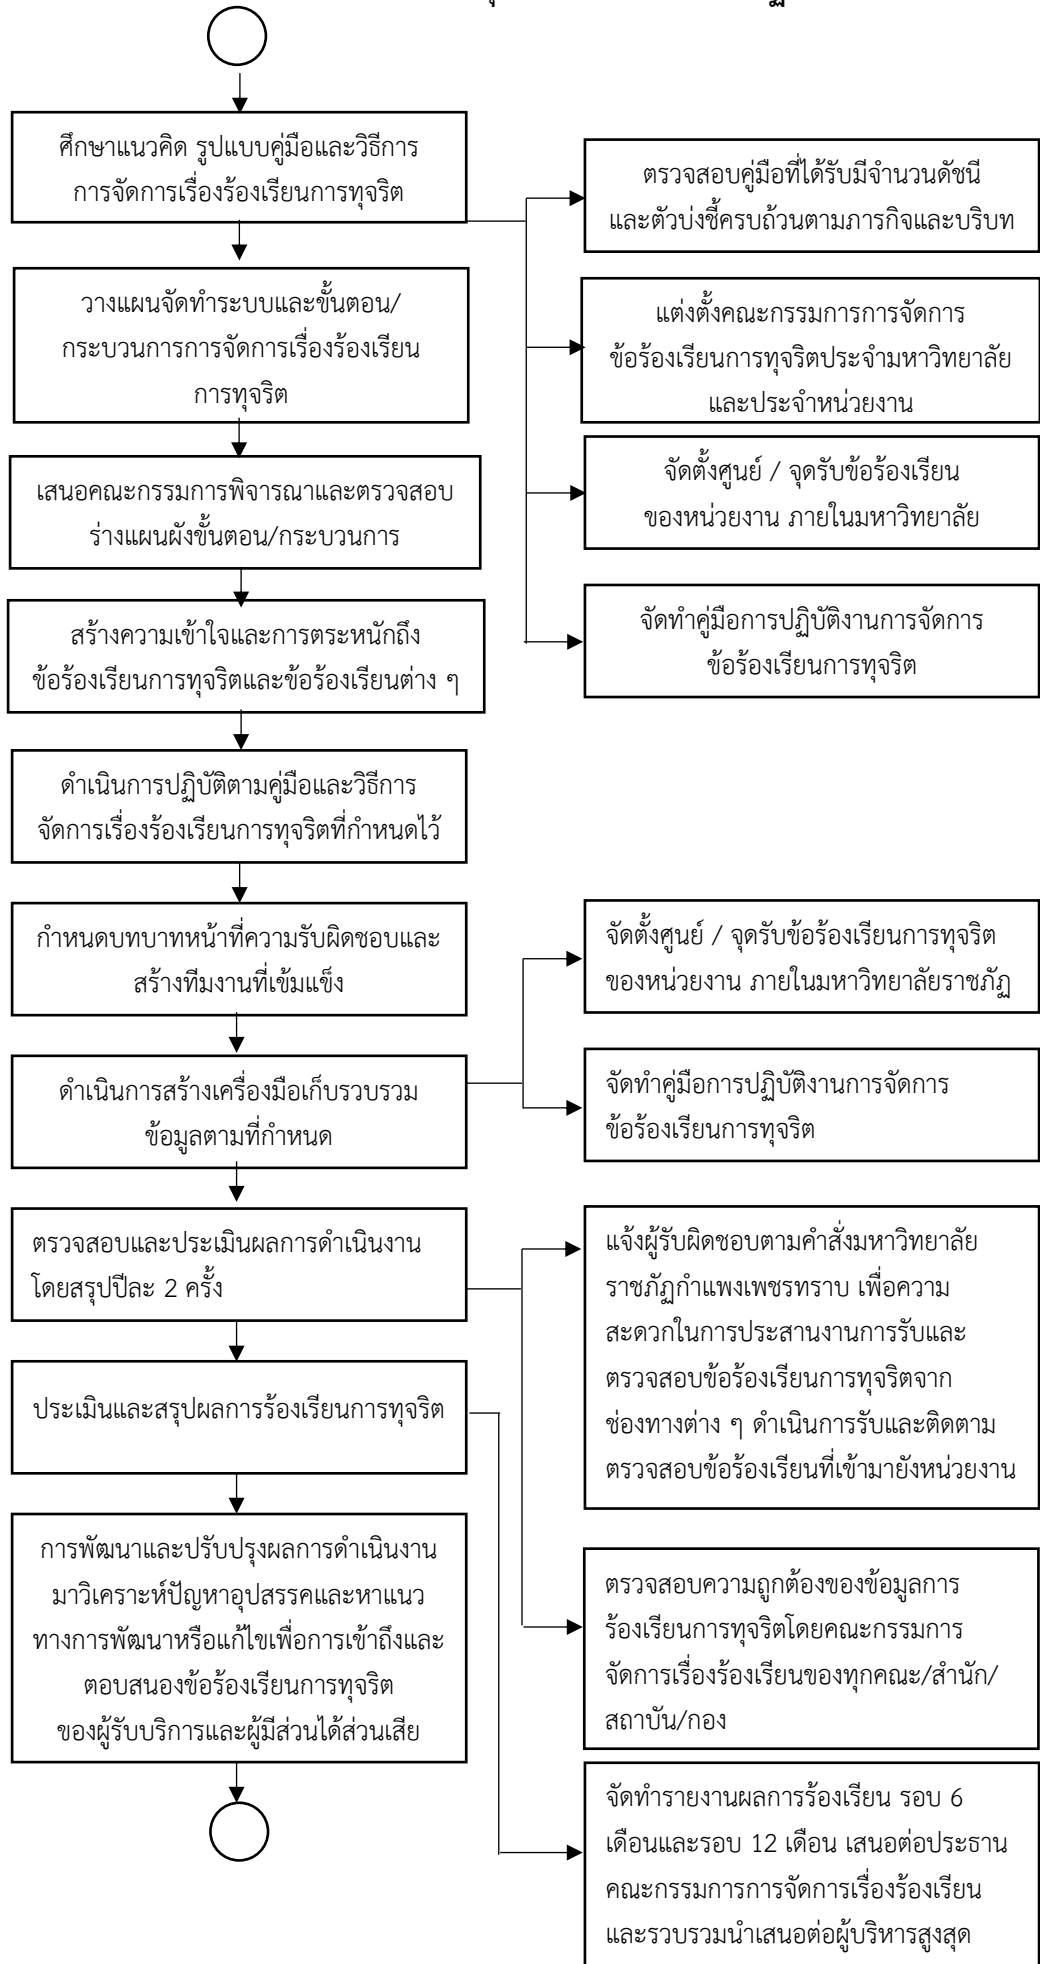 ศึกษาแนวคิด รูปแบบคู่มือและวิธีการ
การจัดการเรื่องร้องเรียนการทุจริต
ตรวจสอบคู่มือที่ได้รับมีจำนวนดัชนี
และตัวบ่งชี้ครบถ้วนตามภารกิจและบริบท
วางแผนจัดทำระบบและขั้นตอน/
กระบวนการการจัดการเรื่องร้องเรียน
การทุจริต
แต่งตั้งคณะกรรมการการจัดการ
ข้อร้องเรียนการทุจริตประจำมหาวิทยาลัย
และประจำหน่วยงาน
เสนอคณะกรรมการพิจารณาและตรวจสอบ
ร่างแผนผังขั้นตอน/กระบวนการ
จัดตั้งศูนย์ / จุดรับข้อร้องเรียน
ของหน่วยงาน ภายในมหาวิทยาลัย
สร้างความเข้าใจและการตระหนักถึง
ข้อร้องเรียนการทุจริตและข้อร้องเรียนต่าง ๆ
จัดทำคู่มือการปฏิบัติงานการจัดการ
ข้อร้องเรียนการทุจริต
ดำเนินการปฏิบัติตามคู่มือและวิธีการ
จัดการเรื่องร้องเรียนการทุจริตที่กำหนดไว้
กำหนดบทบาทหน้าที่ความรับผิดชอบและ
สร้างทีมงานที่เข้มแข็ง
จัดตั้งศูนย์ / จุดรับข้อร้องเรียนการทุจริต
ของหน่วยงาน ภายในมหาวิทยาลัยราชภัฏ
ดำเนินการสร้างเครื่องมือเก็บรวบรวม
ข้อมูลตามที่กำหนด
จัดทำคู่มือการปฏิบัติงานการจัดการ
ข้อร้องเรียนการทุจริต
ตรวจสอบและประเมินผลการดำเนินงาน
โดยสรุปปีละ 2 ครั้ง
แจ้งผู้รับผิดชอบตามคำสั่งมหาวิทยาลัย
ราชภัฏกำแพงเพชรทราบ เพื่อความ
สะดวกในการประสานงานการรับและ
ตรวจสอบข้อร้องเรียนการทุจริตจาก
ช่องทางต่าง ๆ ดำเนินการรับและติดตาม
ตรวจสอบข้อร้องเรียนที่เข้ามายังหน่วยงาน
ประเมินและสรุปผลการร้องเรียนการทุจริต
การพัฒนาและปรับปรุงผลการดำเนินงาน
มาวิเคราะห์ปัญหาอุปสรรคและหาแนว
ทางการพัฒนาหรือแก้ไขเพื่อการเข้าถึงและ
ตอบสนองข้อร้องเรียนการทุจริต
ของผู้รับบริการและผู้มีส่วนได้ส่วนเสีย
ตรวจสอบความถูกต้องของข้อมูลการ
ร้องเรียนการทุจริตโดยคณะกรรมการ
จัดการเรื่องร้องเรียนของทุกคณะ/สำนัก/
สถาบัน/กอง
จัดทำรายงานผลการร้องเรียน รอบ 6
เดือนและรอบ 12 เดือน เสนอต่อประธาน
คณะกรรมการการจัดการเรื่องร้องเรียน
และรวบรวมนำเสนอต่อผู้บริหารสูงสุด